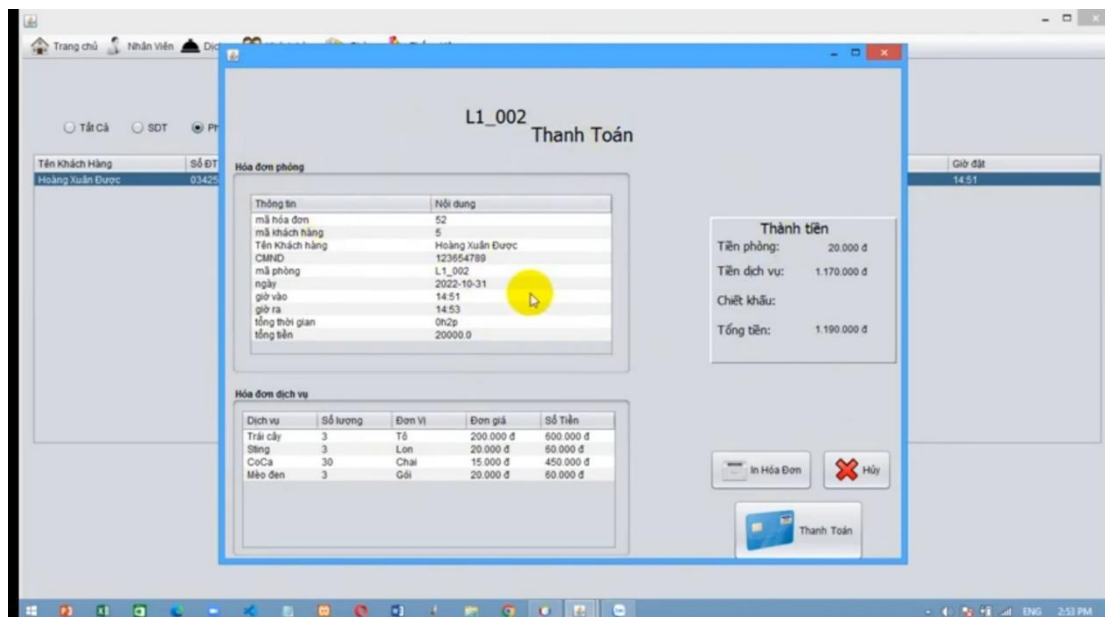 Trang chủ Nhân Viên
Tất Cả SDT
Tên Khách Hàng Số ĐT Giờ đặt
Hoàng Xuân Được 03425 14:51
L1_002
Thanh Toán
Hóa đơn phòng
Thông tin Nội dung
mã hóa đơn 52
mã khách hàng 5
Tên Khách hàng Hoàng Xuân Được
CMND 123654789
mã phòng L1_002
ngày 2022-10-31
giờ vào 14:51
giờ ra 14:53
tổng thời gian 0h2p
tổng tiền 20000.0
Thành tiền
Tiền phòng: 20.000 đ
Tiền dịch vụ: 1.170.000 đ
Chiết khấu:
Tổng tiền: 1.190.000 đ
Hóa đơn dịch vụ
Dịch vụ Số lượng Đơn Vị Đơn giá Số Tiền
Trái cây 3 Tô 200.000 đ 600.000 đ
Sting 3 Lon 20.000 đ 60.000 đ
CoCa 30 Chai 15.000 đ 450.000 đ
Mèo đen 3 Gói 20.000 đ 60.000 đ
In Hóa Đơn Hủy
Thanh Toán
ENG 2:53 PM